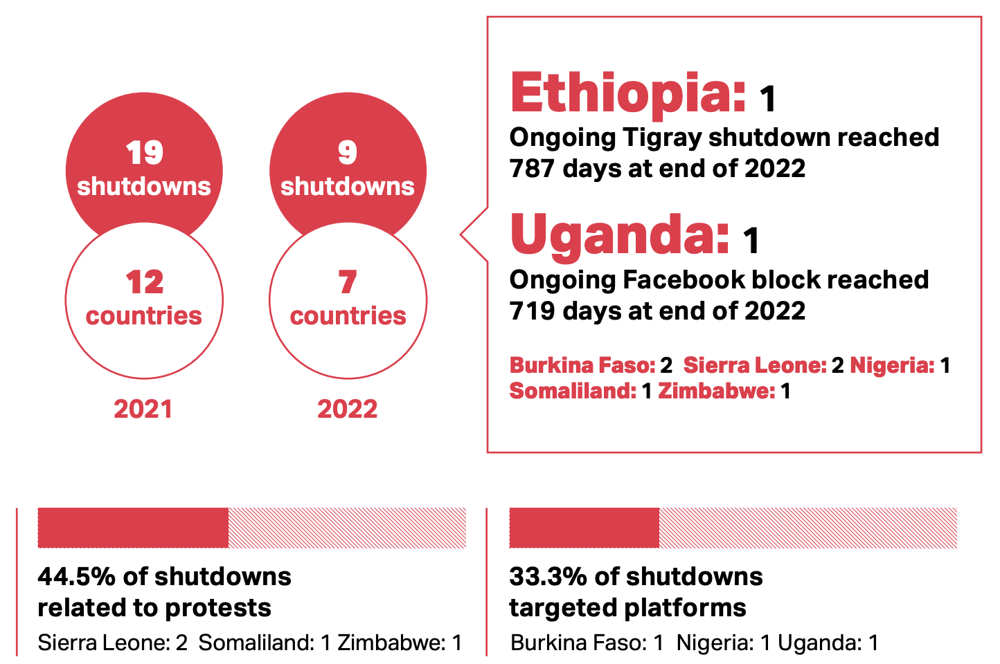 19
shutdowns
12
countries
2021
9
shutdowns
7
countries
2022
Ethiopia: 1
Ongoing Tigray shutdown reached
787 days at end of 2022
Uganda: 1
Ongoing Facebook block reached
719 days at end of 2022
Burkina Faso: 2 Sierra Leone: 2 Nigeria: 1
Somaliland: 1 Zimbabwe: 1
44.5% of shutdowns
related to protests
Sierra Leone: 2 Somaliland: 1 Zimbabwe: 1
33.3% of shutdowns
targeted platforms
Burkina Faso: 1 Nigeria: 1 Uganda: 1